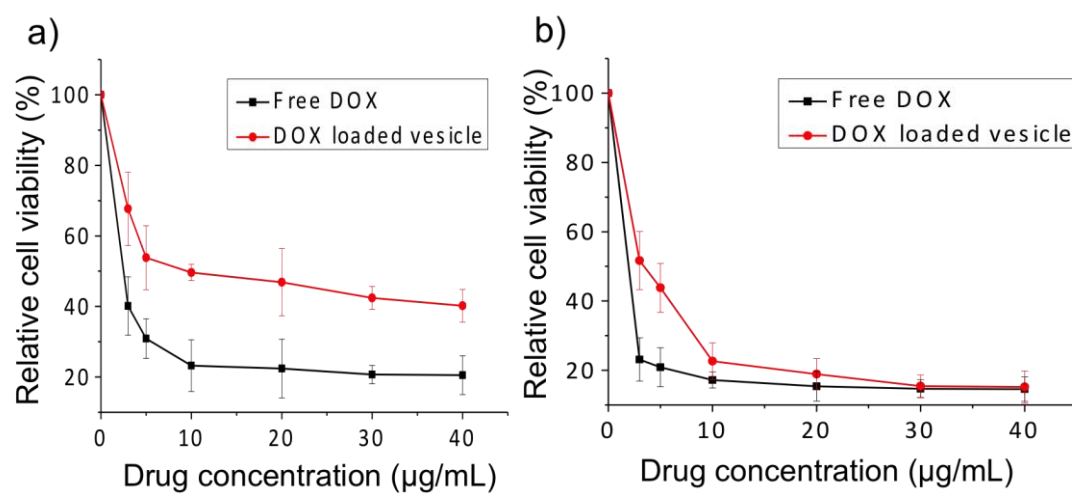 a)
Relative cell viability (%)
100
80
60
40
20
Free DOX
DOX loaded vesicle
0
10
20
30
40
Drug concentration (µg/mL)
b)
Relative cell viability (%)
100
80
60
40
20
Free DOX
DOX loaded vesicle
0
10
20
30
40
Drug concentration (µg/mL)